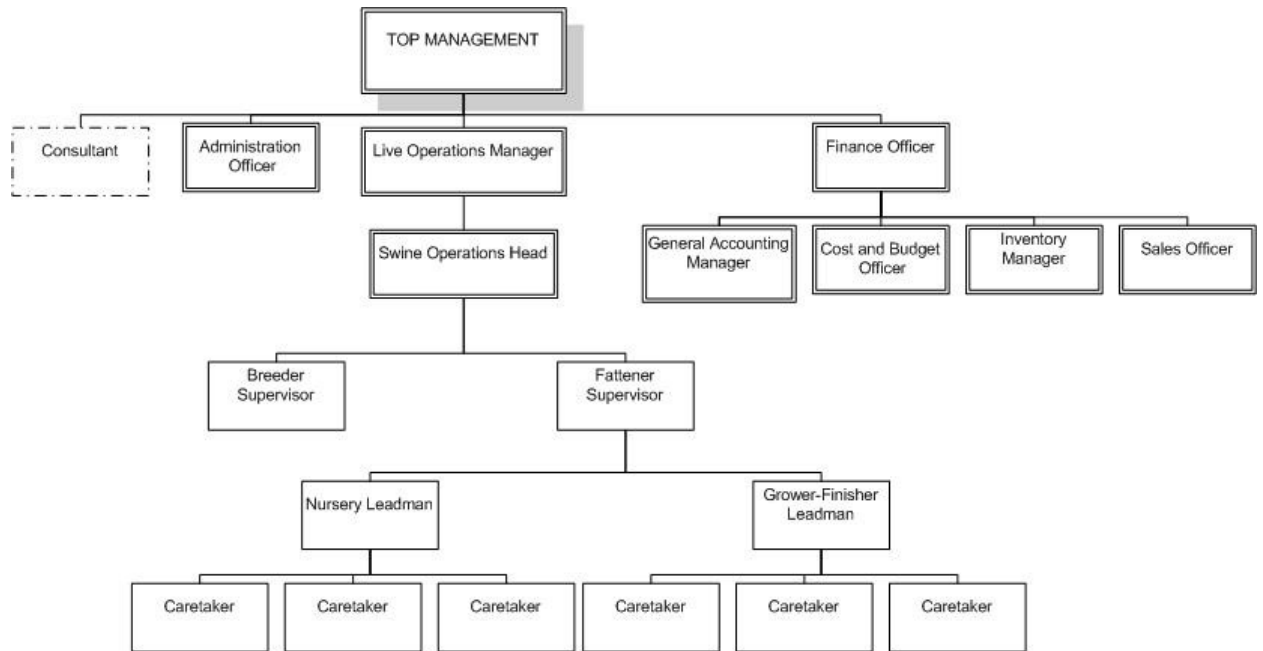 TOP MANAGEMENT
Consultant
Administration
Officer
Live Operations Manager
Finance Officer
Swine Operations Head
General Accounting
Manager
Cost and Budget
Officer
Inventory
Manager
Sales Officer
Breeder
Supervisor
Fattener
Supervisor
Nursery Leadman
Grower-Finisher
Leadman
Caretaker
Caretaker
Caretaker
Caretaker
Caretaker
Caretaker